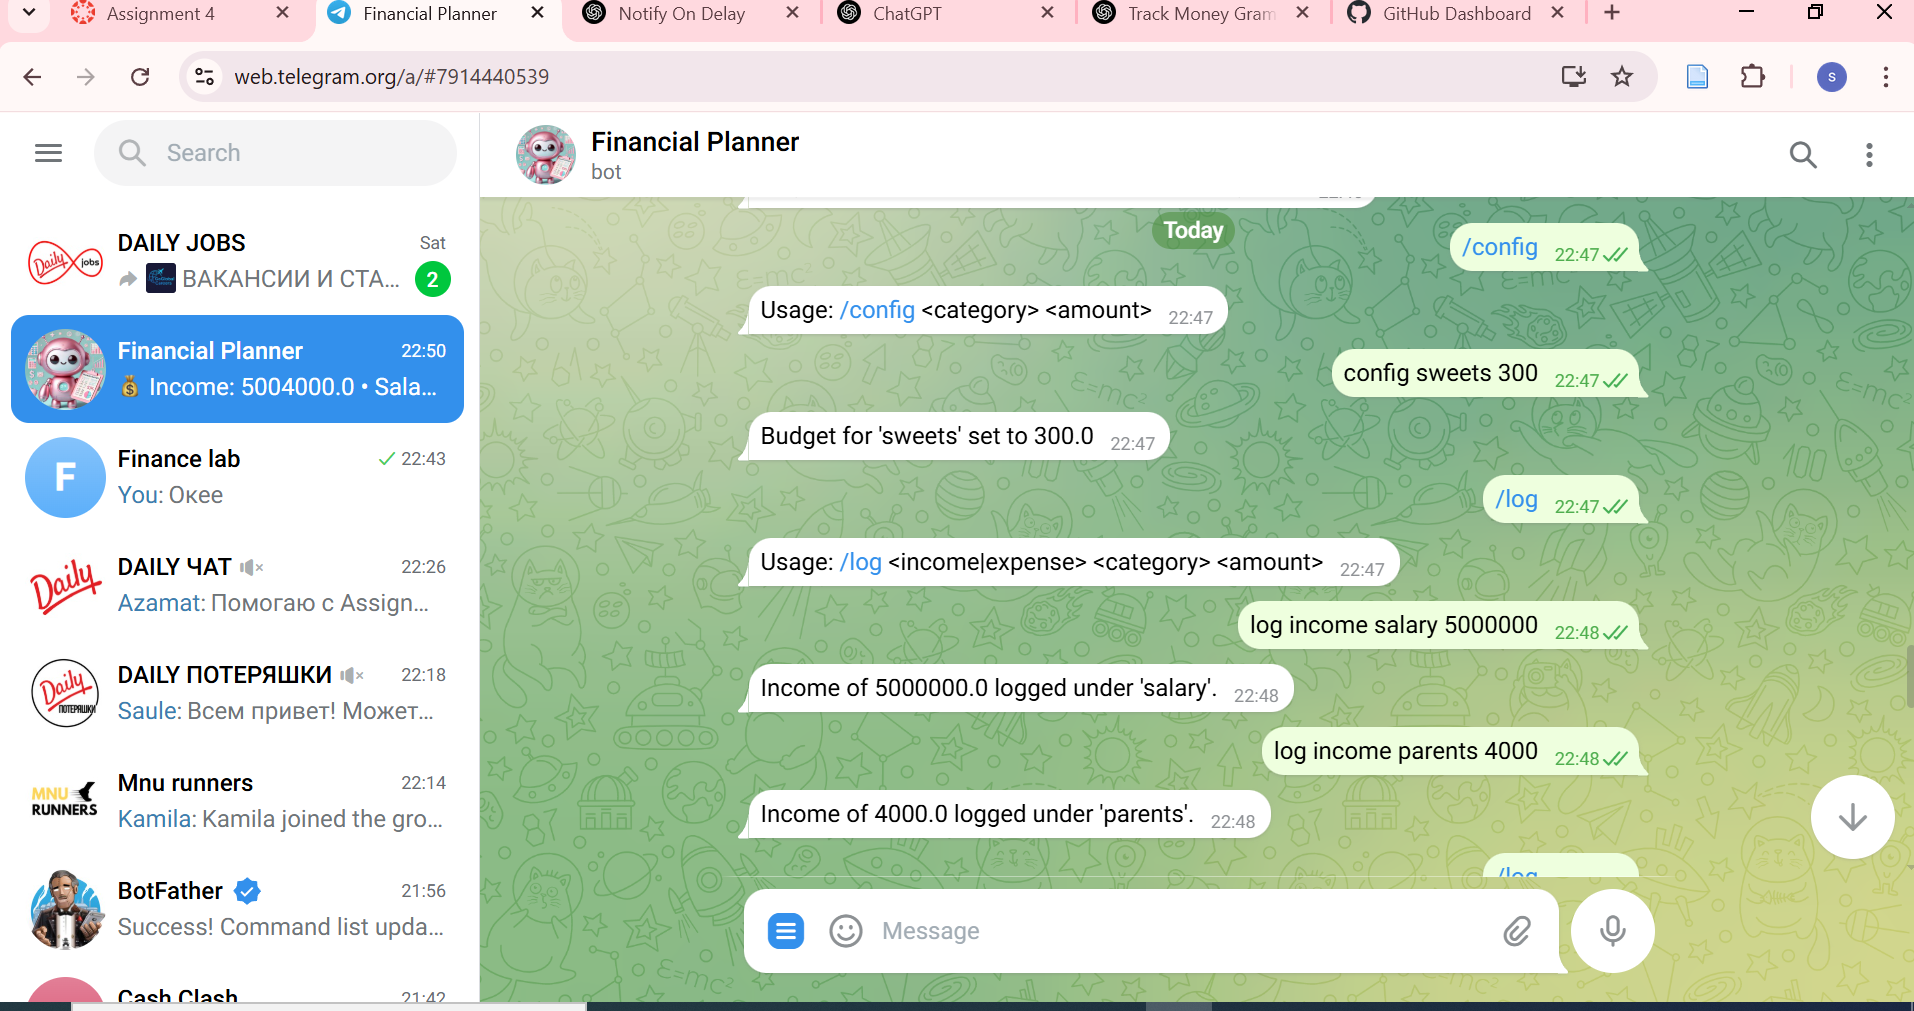 Assignment 4
Financial Planner
Notify On Delay
ChatGPT
Track Money Gram
GitHub Dashboard
web.telegram.org/a/#7914440539
s
Search
DAILY JOBS
Sat
ВАКАНСИИ И СТА...
2
Financial Planner
22:50
Income: 5004000.0 • Sala...
F
Finance lab
22:43
You: Окее
Daily
DAILY ЧАТ
22:26
Azamat: Помогаю с Assign...
Daily
ПОТЕРЯШКИ
DAILY ПОТЕРЯШКИ
22:18
Saule: Всем привет! Может...
MNU
RUNNERS
Mnu runners
22:14
Kamila: Kamila joined the gro...
BotFather
21:56
Success! Command list upda...
Cash Clash
21:42
Financial Planner
bot
Today
/config 22:47
Usage: /config <category> <amount> 22:47
config sweets 300 22:47
Budget for 'sweets' set to 300.0 22:47
/log 22:47
Usage: /log <income|expense> <category> <amount> 22:47
log income salary 5000000 22:48
Income of 5000000.0 logged under 'salary'. 22:48
log income parents 4000 22:48
Income of 4000.0 logged under 'parents'. 22:48
/log
Message